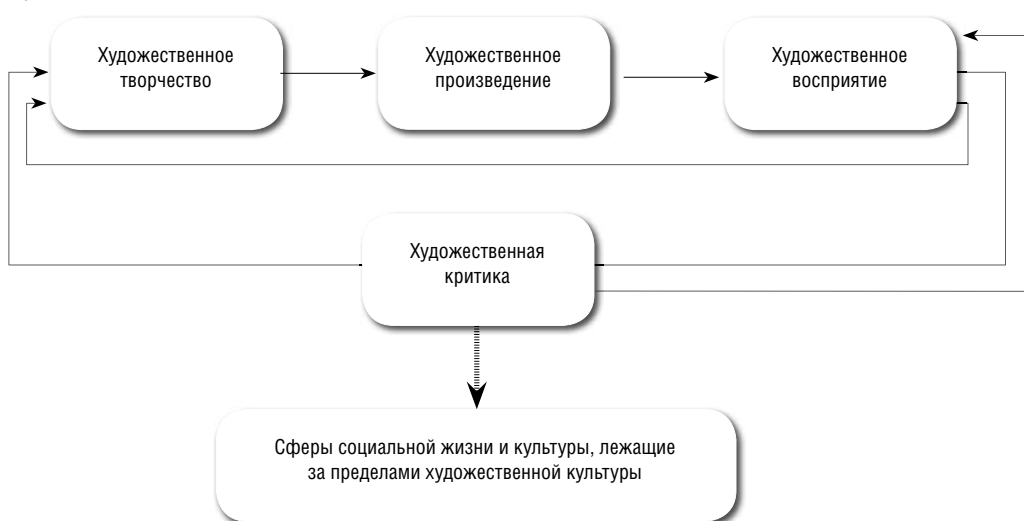 Художественное
творчество
Художественное
произведение
Художественное
восприятие
Художественная
критика
Сферы социальной жизни и культуры, лежащие
за пределами художественной культуры